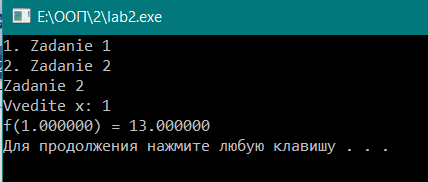 E:\ООП\2\lab2.exe
1. Zadanie 1
2. Zadanie 2
Zadanie 2
Vvedite x: 1
f(1.000000) = 13.000000
Для продолжения нажмите любую клавишу . . .